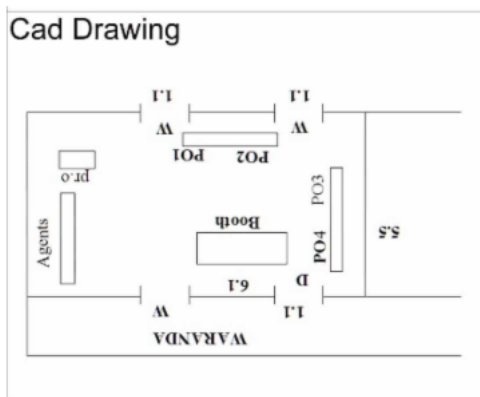 Cad Drawing
1.1
1.1
W
W
PO1
PO2
pr.o
Agents
PO3
PO4
5.5
Booth
6.1
D
W
1.1
WARANDA